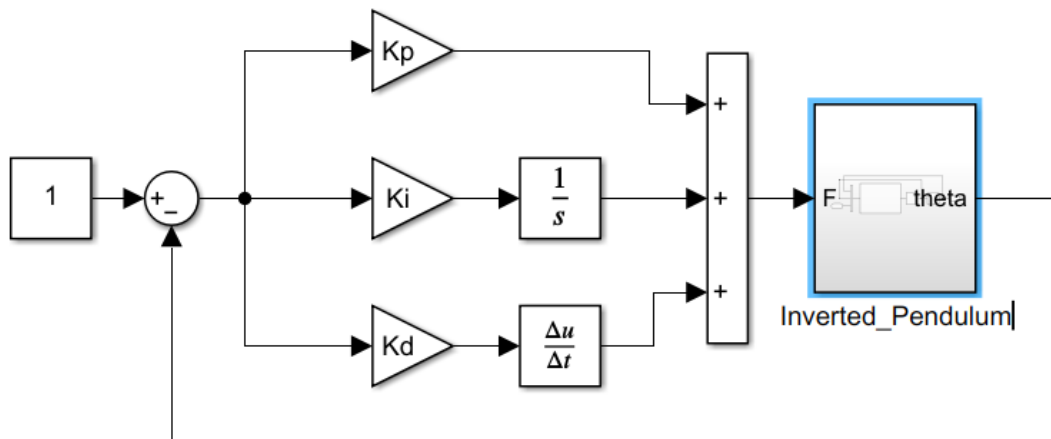 Kp
+
1
+
−
Ki
1
s
+
F
theta
Kd
Δu
Δt
+
Inverted_Pendulum